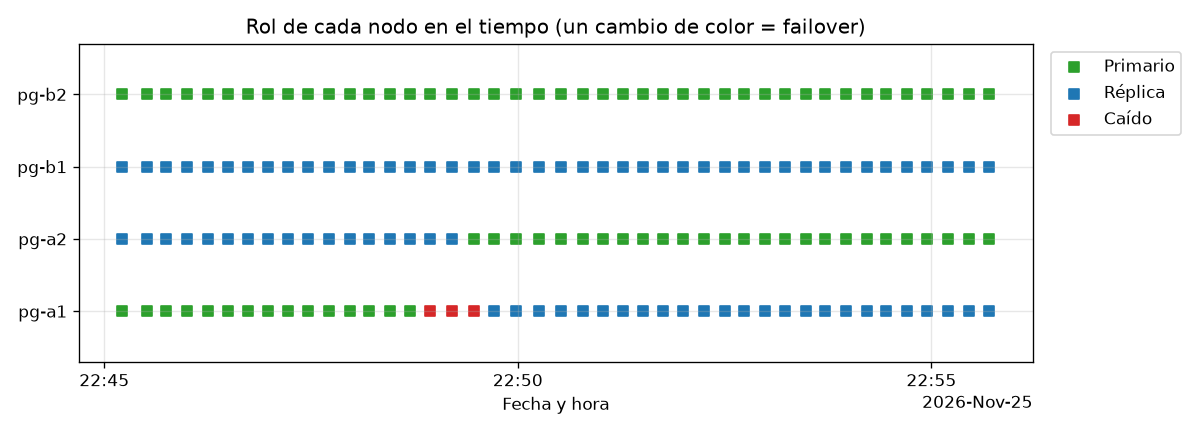 Rol de cada nodo en el tiempo (un cambio de color = failover)
pg-b2
pg-b1
pg-a2
pg-a1
22:45
22:50
22:55
Fecha y hora
2026-Nov-25
Primario
Réplica
Caído